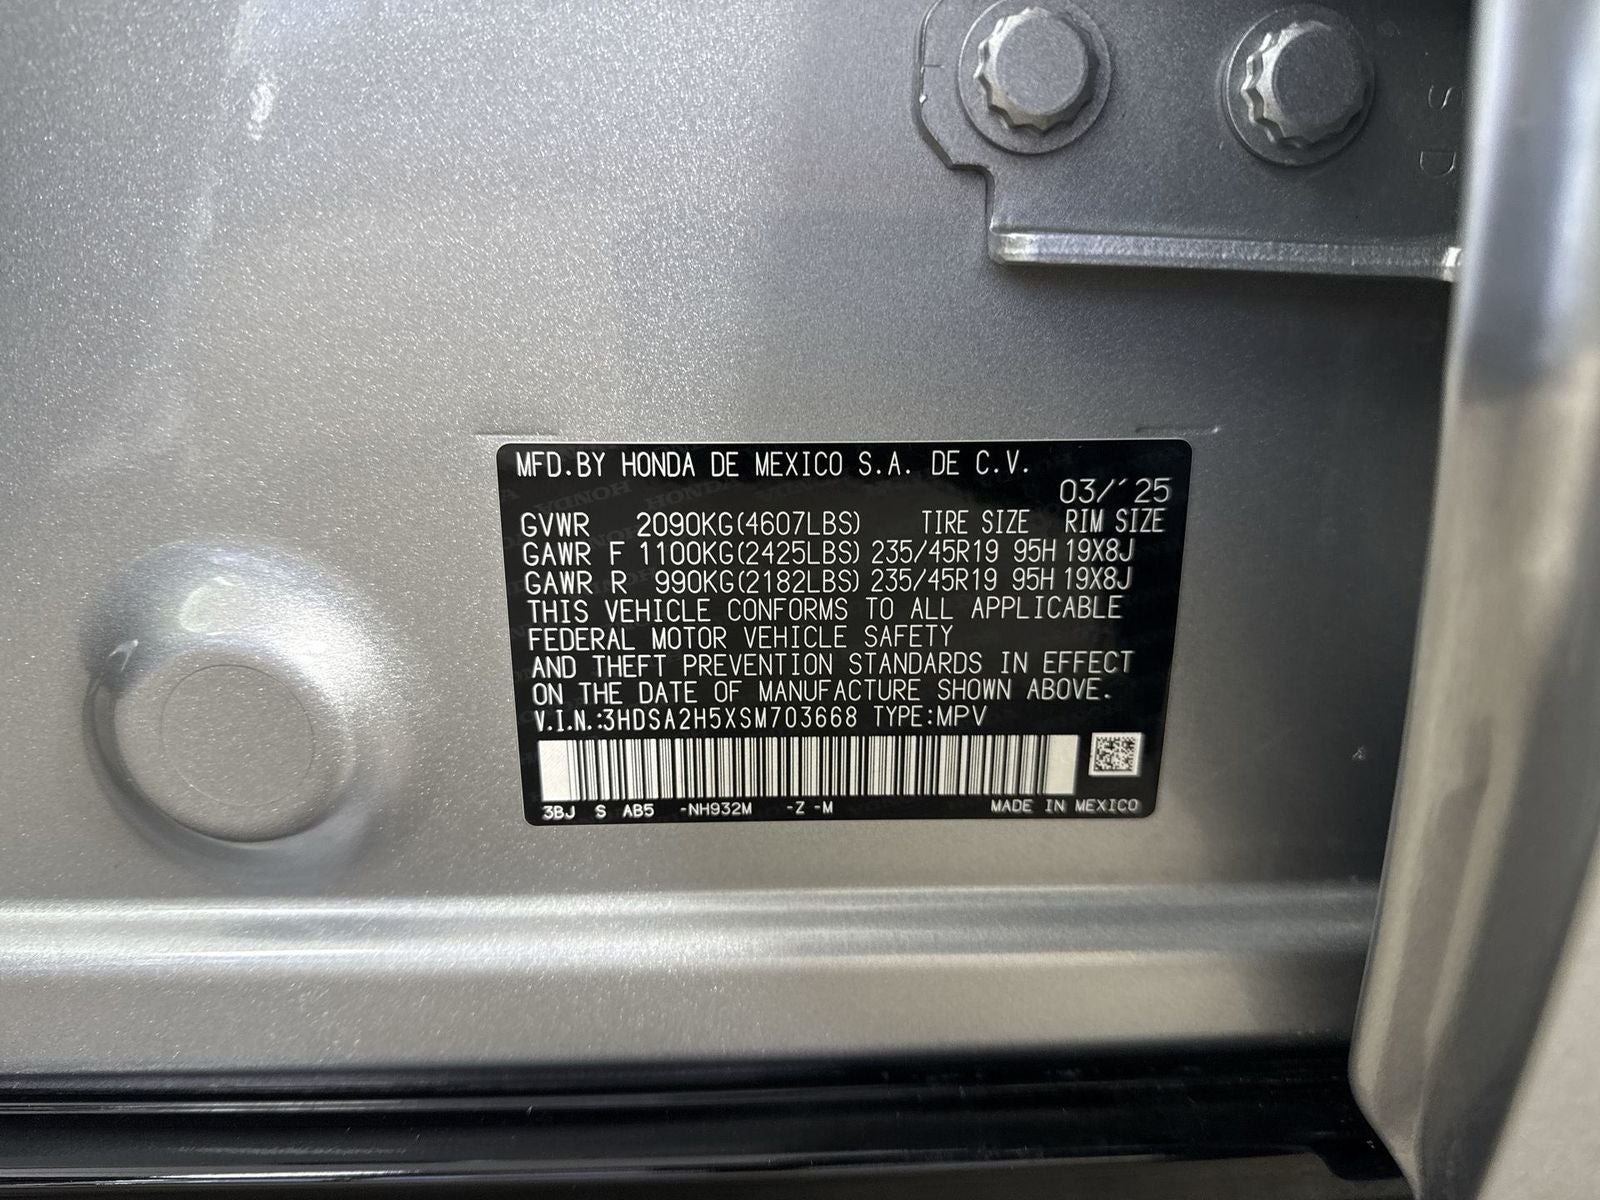 MFD.BY HONDA DE MEXICO S.A. DE C.V.
03/´25
GVWR 2090KG(4607LBS) TIRE SIZE RIM SIZE
GAWR F 1100KG(2425LBS) 235/45R19 95H 19X8J
GAWR R 990KG(2182LBS) 235/45R19 95H 19X8J
THIS VEHICLE CONFORMS TO ALL APPLICABLE
FEDERAL MOTOR VEHICLE SAFETY
AND THEFT PREVENTION STANDARDS IN EFFECT
ON THE DATE OF MANUFACTURE SHOWN ABOVE.
V.I.N.:3HDSA2H5XSM703668 TYPE:MPV
3BJ S AB5 -NH932M -Z -M MADE IN MEXICO